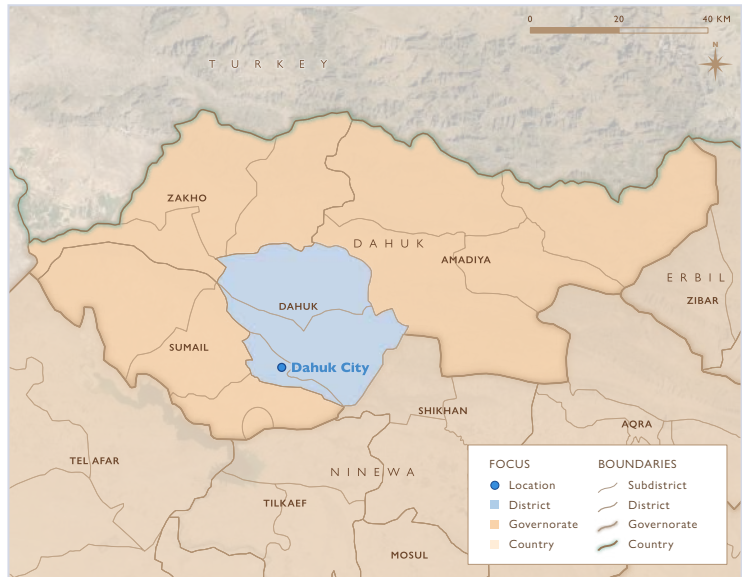 0 20 40 KM
N
T U R K E Y
ZAKHO
D A H U K
AMADIYA
E R B I L
ZIBAR
DAHUK
SUMAIL
Dahuk City
SHIKHAN
AQRA
TEL AFAR
N I N E W A
TILKAEF
MOSUL
FOCUS
Location
District
Governorate
Country
BOUNDARIES
Subdistrict
District
Governorate
Country